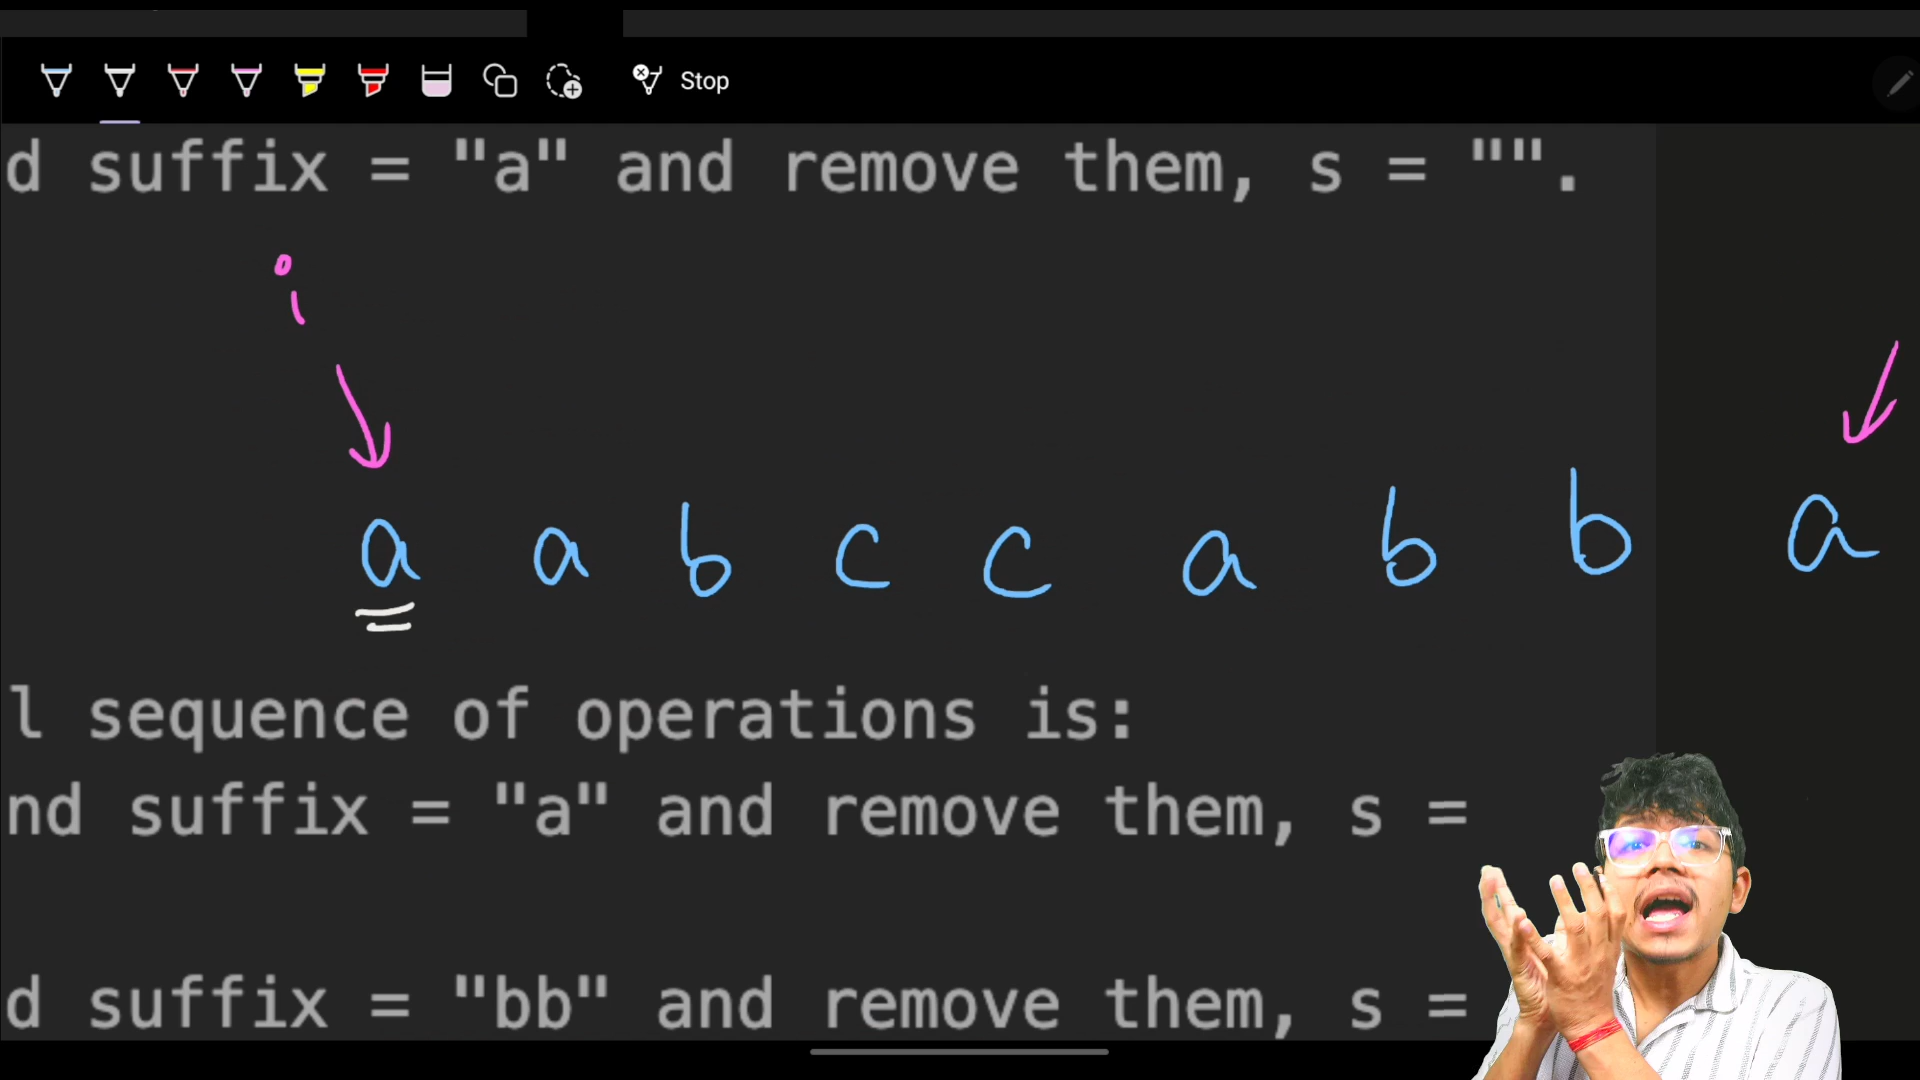 Stop
d suffix = "a" and remove them, s = "".
i
a a b c c a b b a
l sequence of operations is:
nd suffix = "a" and remove them, s =
d suffix = "bb" and remove them, s =